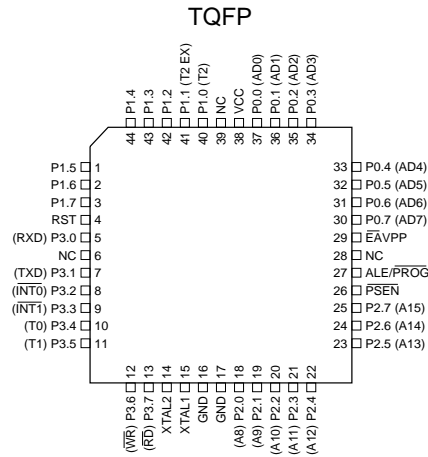 TQFP
P1.4
P1.3
P1.2
P1.1 (T2 EX)
P1.0 (T2)
NC
VCC
P0.0 (AD0)
P0.1 (AD1)
P0.2 (AD2)
P0.3 (AD3)
44
43
42
41
40
39
38
37
36
35
34
P1.5 1
P1.6 2
P1.7 3
RST 4
(RXD) P3.0 5
NC 6
(TXD) P3.1 7
(INT0) P3.2 8
(INT1) P3.3 9
(T0) P3.4 10
(T1) P3.5 11
33 P0.4 (AD4)
32 P0.5 (AD5)
31 P0.6 (AD6)
30 P0.7 (AD7)
29 EAVPP
28 NC
27 ALE/PROG
26 PSEN
25 P2.7 (A15)
24 P2.6 (A14)
23 P2.5 (A13)
12
13
14
15
16
17
18
19
20
21
22
(WR) P3.6
(RD) P3.7
XTAL2
XTAL1
GND
GND
(A8) P2.0
(A9) P2.1
(A10) P2.2
(A11) P2.3
(A12) P2.4